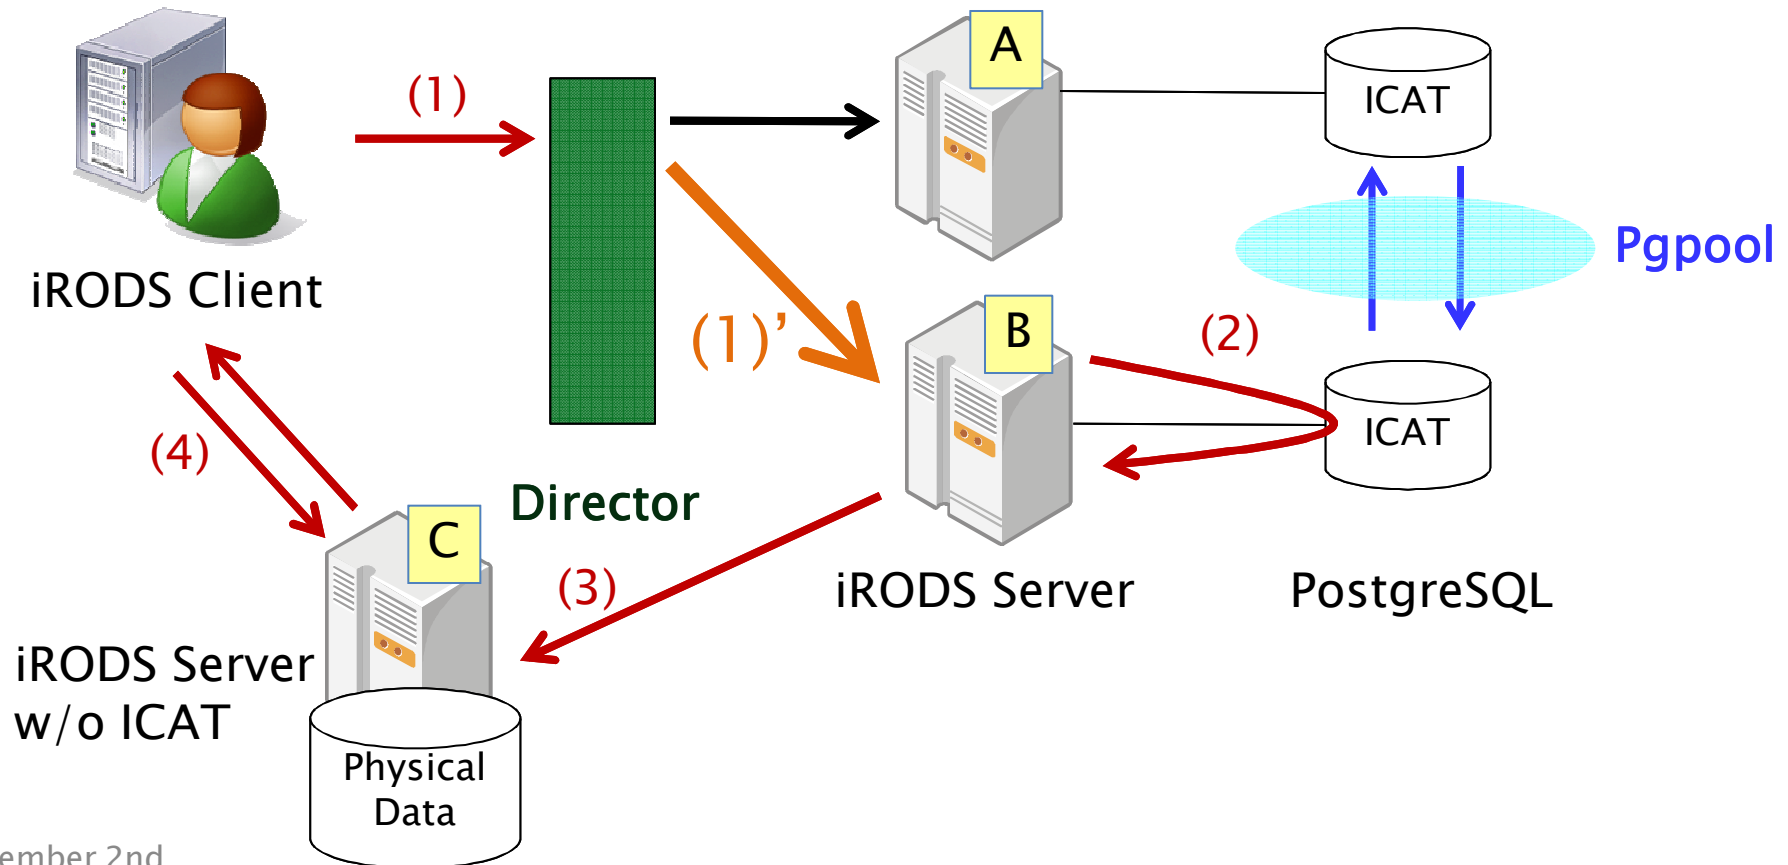 A
ICAT
(1)
Pgpool
iRODS Client
(1)’
B
(2)
ICAT
(4)
Director
C
(3)
iRODS Server
PostgreSQL
iRODS Server
w/o ICAT
Physical
Data
ember 2nd